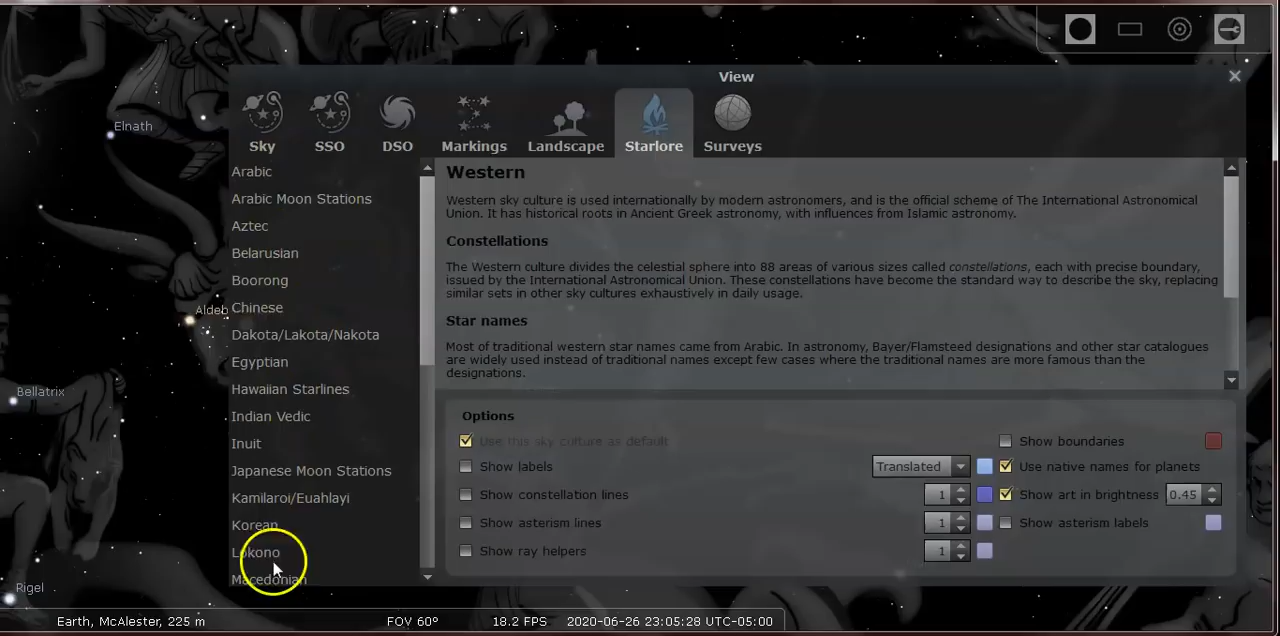 View
Sky
SSO
DSO
Markings
Landscape
Starlore
Surveys
Elnath
Aldeb
Bellatrix
Rigel
Arabic
Arabic Moon Stations
Aztec
Belarusian
Boorong
Chinese
Dakota/Lakota/Nakota
Egyptian
Hawaiian Starlines
Indian Vedic
Inuit
Japanese Moon Stations
Kamilaroi/Euahlayi
Korean
Lokono
Macedonian
Western
Western sky culture is used internationally by modern astronomers, and is the official scheme of The International Astronomical
Union. It has historical roots in Ancient Greek astronomy, with influences from Islamic astronomy.
Constellations
The Western culture divides the celestial sphere into 88 areas of various sizes called constellations, each with precise boundary,
issued by the International Astronomical Union. These constellations have become the standard way to describe the sky, replacing
similar sets in other sky cultures exhaustively in daily usage.
Star names
Most of traditional western star names came from Arabic. In astronomy, Bayer/Flamsteed designations and other star catalogues
are widely used instead of traditional names except few cases where the traditional names are more famous than the
designations.
Options
Use this sky culture as default
Show boundaries
Show labels
Translated
Use native names for planets
Show constellation lines
1
Show art in brightness
0.45
Show asterism lines
1
Show asterism labels
Show ray helpers
1
Earth, McAlester, 225 m
FOV 60°
18.2 FPS
2020-06-26 23:05:28 UTC-05:00